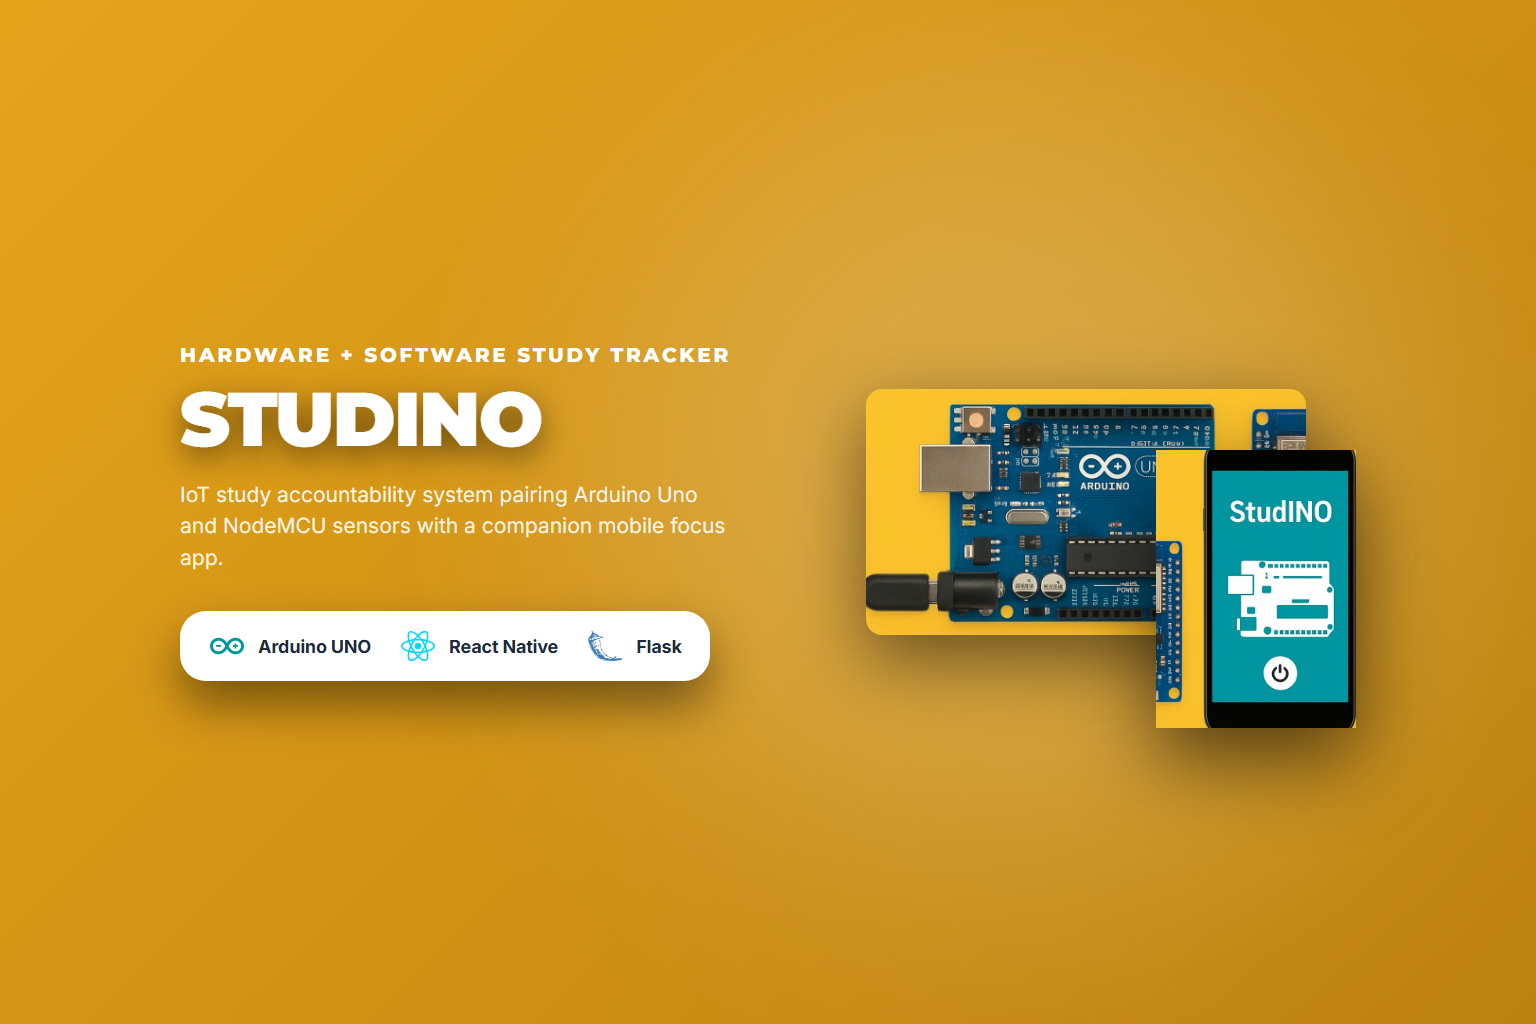 HARDWARE + SOFTWARE STUDY TRACKER
STUDINO
IoT study accountability system pairing Arduino Uno
and NodeMCU sensors with a companion mobile focus
app.
Arduino UNO
React Native
Flask
ARDUINO
POWER
StudINO